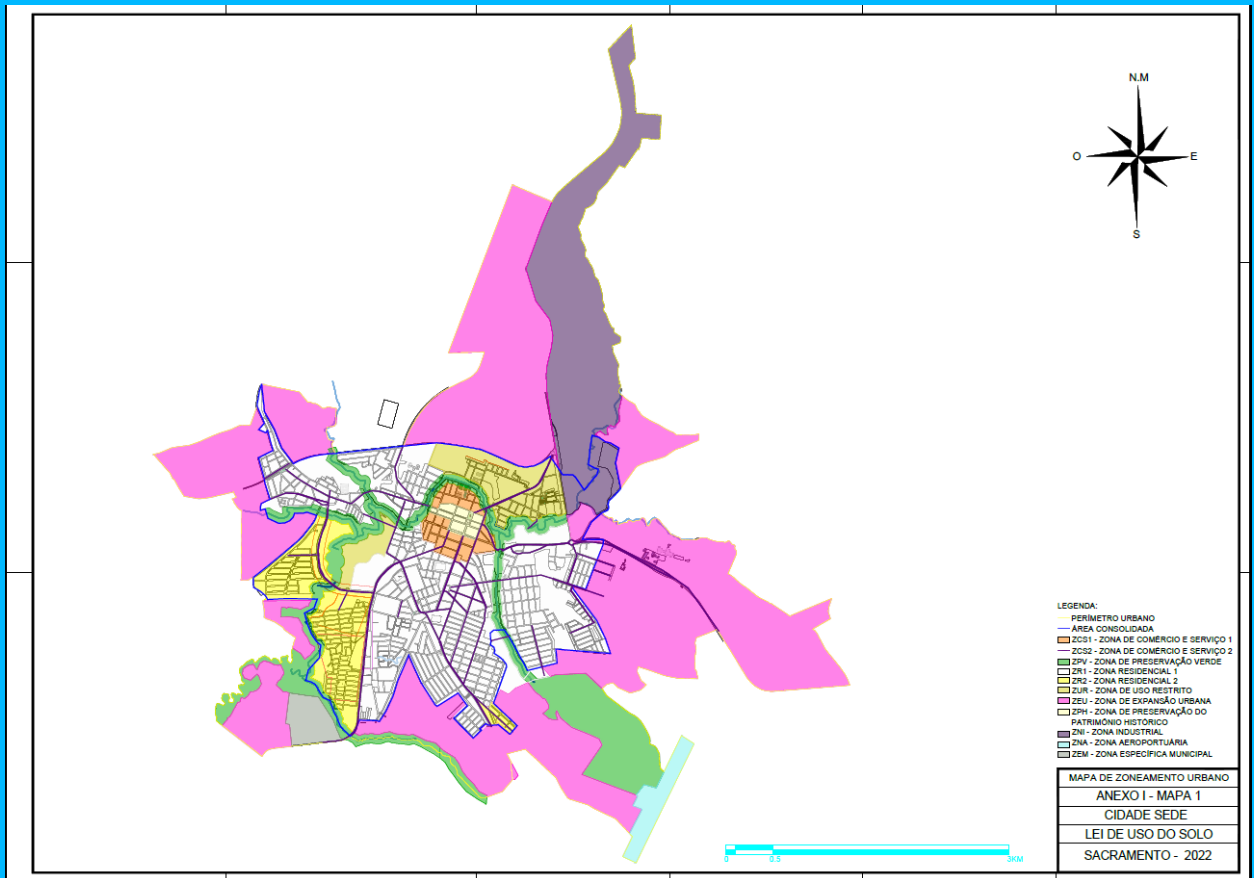 N.M
O
E
S
LEGENDA:
PERÍMETRO URBANO
ÁREA CONSOLIDADA
ZCS1 - ZONA DE COMÉRCIO E SERVIÇO 1
ZCS2 - ZONA DE COMÉRCIO E SERVIÇO 2
ZPV - ZONA DE PRESERVAÇÃO VERDE
ZR1 - ZONA RESIDENCIAL 1
ZR2 - ZONA RESIDENCIAL 2
ZUR - ZONA DE USO RESTRITO
ZEU - ZONA DE EXPANSÃO URBANA
ZPH - ZONA DE PRESERVAÇÃO DO
PATRIMÔNIO HISTÓRICO
ZNI - ZONA INDUSTRIAL
ZNA - ZONA AEROPORTUÁRIA
ZEM - ZONA ESPECÍFICA MUNICIPAL
MAPA DE ZONEAMENTO URBANO
ANEXO I - MAPA 1
CIDADE SEDE
LEI DE USO DO SOLO
SACRAMENTO - 2022
0 0.5 3KM